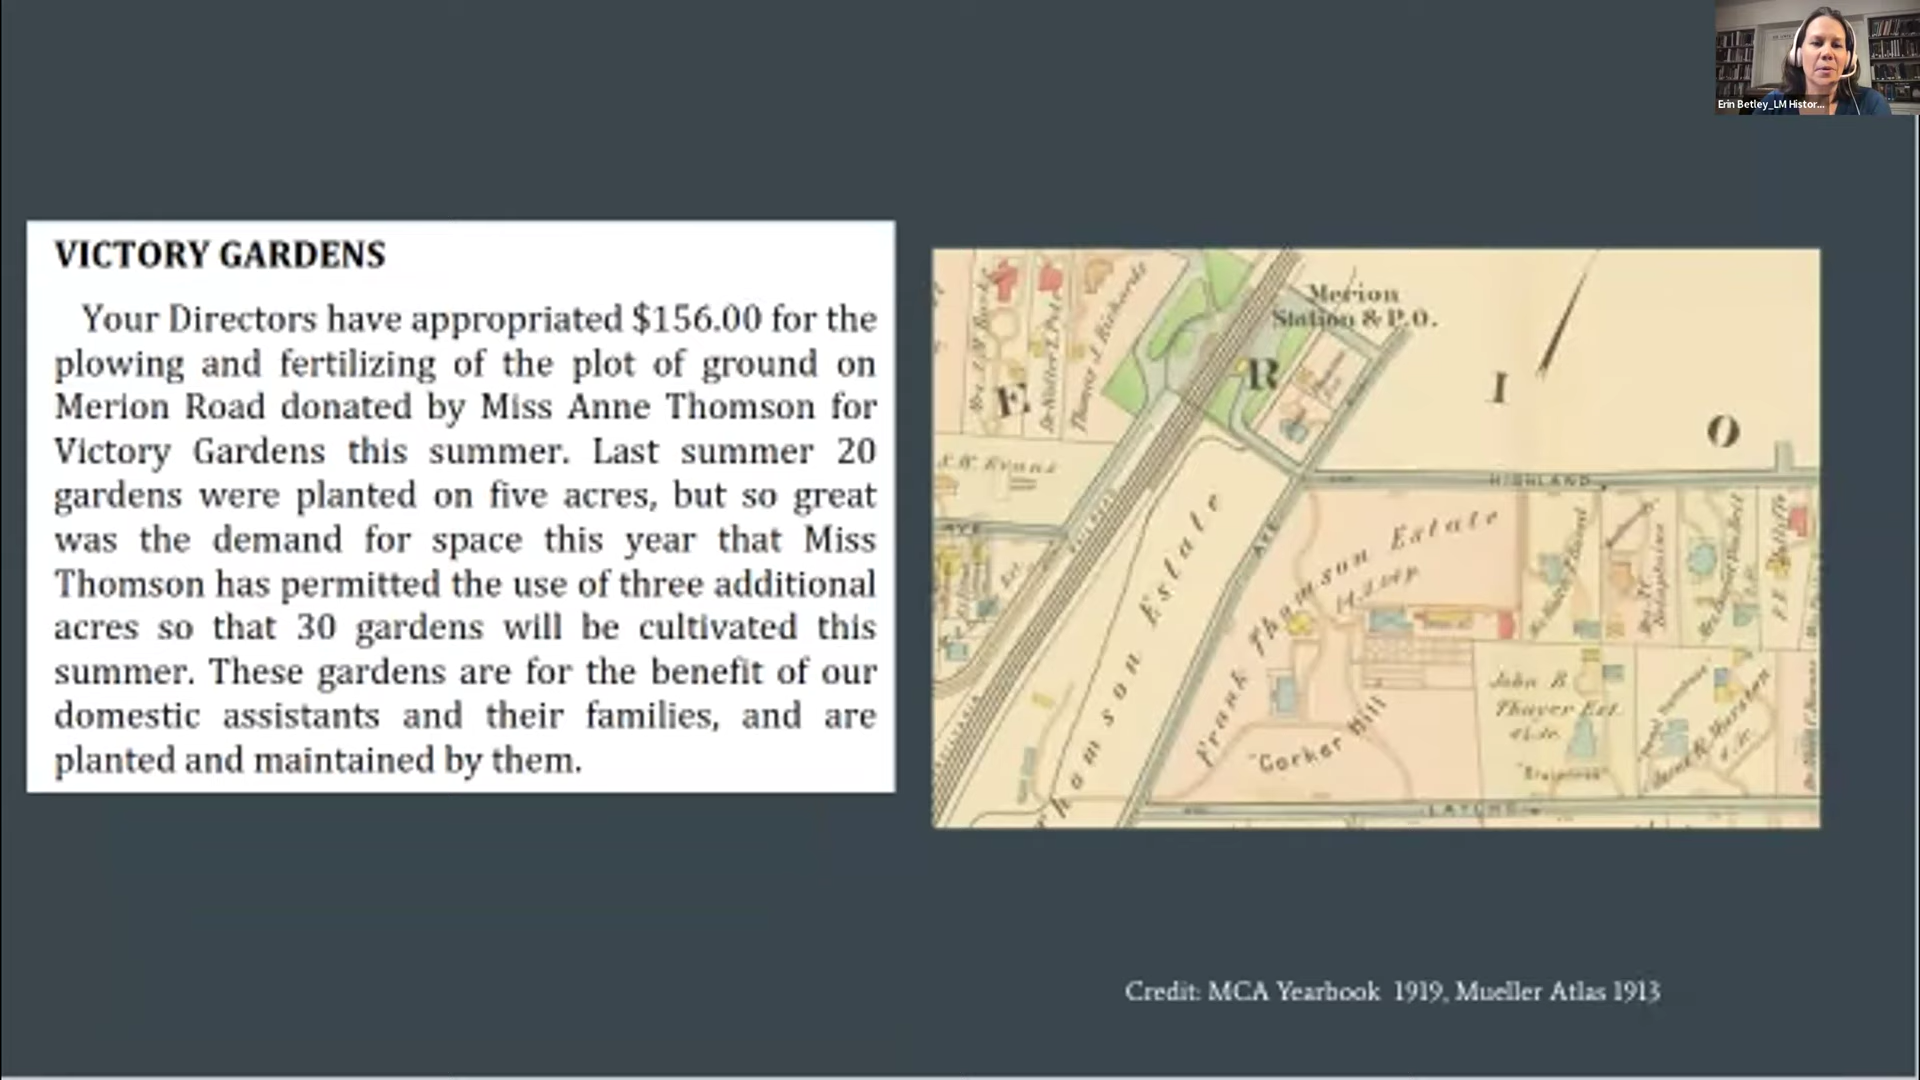 Erin Betley_LM Histor...
VICTORY GARDENS
Your Directors have appropriated $156.00 for the
plowing and fertilizing of the plot of ground on
Merion Road donated by Miss Anne Thomson for
Victory Gardens this summer. Last summer 20
gardens were planted on five acres, but so great
was the demand for space this year that Miss
Thomson has permitted the use of three additional
acres so that 30 gardens will be cultivated this
summer. These gardens are for the benefit of our
domestic assistants and their families, and are
planted and maintained by them.
Merion
Station & P.O.
E
R
I
O
Thomas J. Richards
HIGHLAND
AVE
homson Estate
Frank Thomson Estate
John B
Thayer Est.
Credit: MCA Yearbook 1919, Mueller Atlas 1913